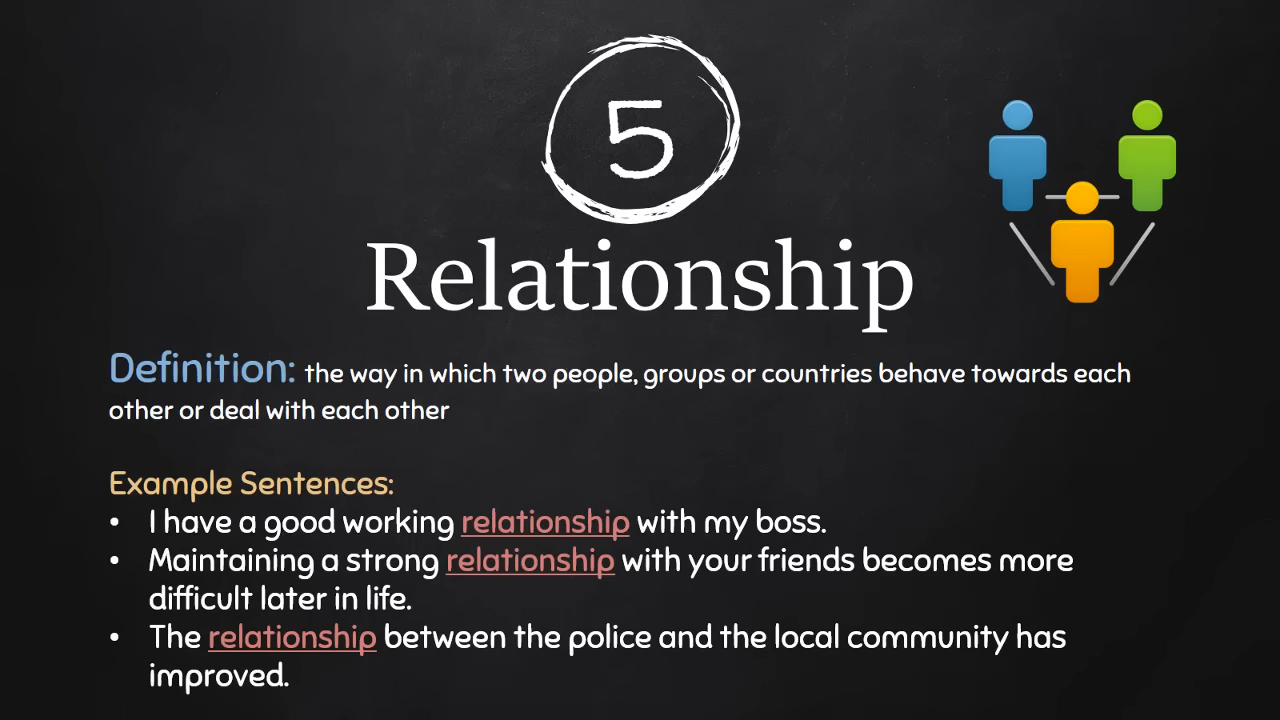 5
Relationship
Definition: the way in which two people, groups or countries behave towards each
other or deal with each other
Example Sentences:
• I have a good working relationship with my boss.
• Maintaining a strong relationship with your friends becomes more
difficult later in life.
• The relationship between the police and the local community has
improved.